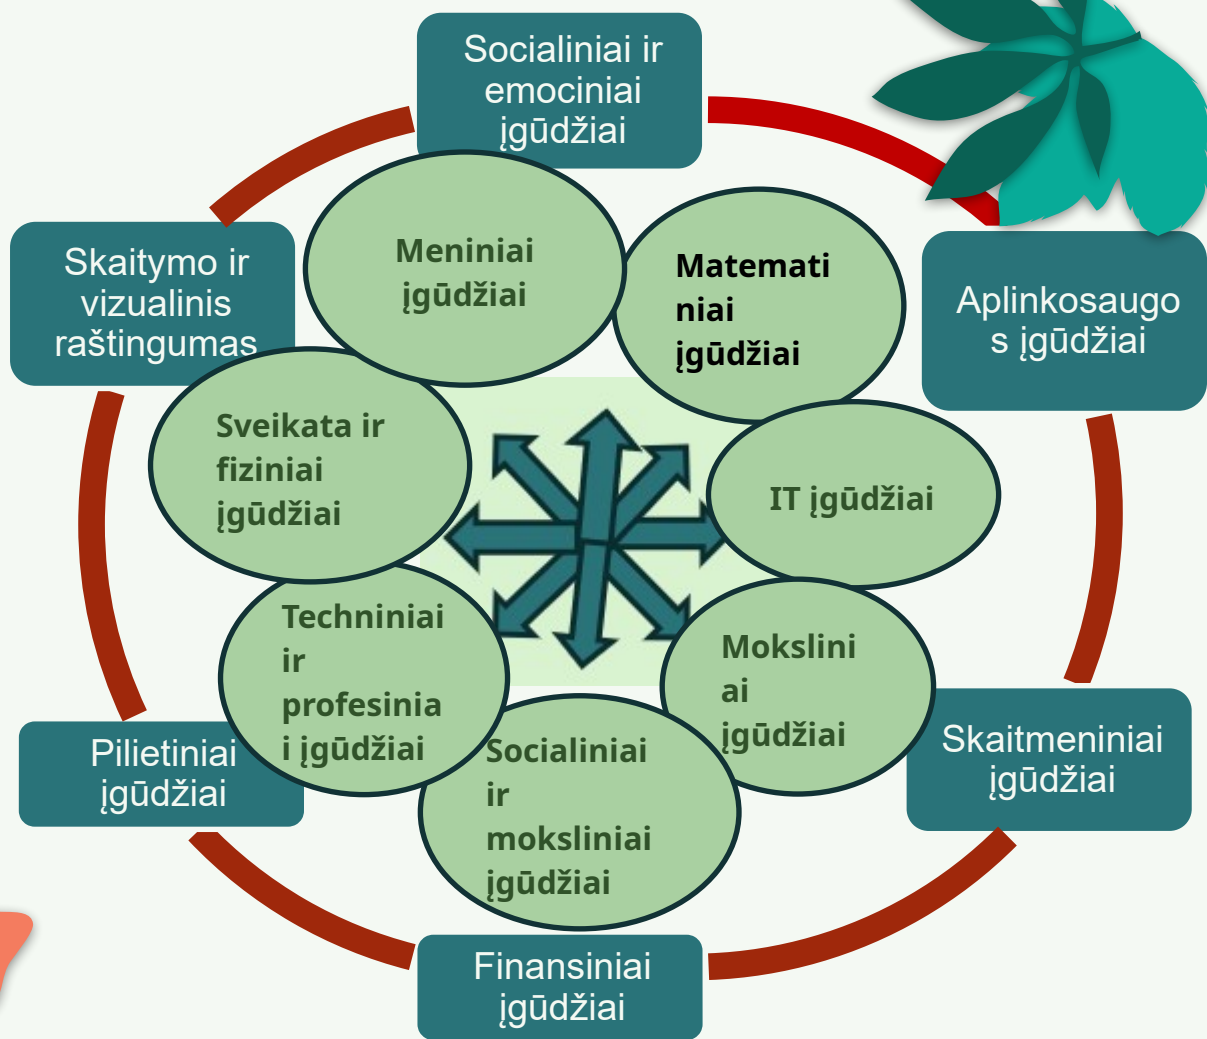 Socialiniai ir
emociniai
įgūdžiai
Skaitymo ir
vizualinis
raštingumas
Meniniai
įgūdžiai
Matemati
niai
įgūdžiai
Aplinkosaugo
s įgūdžiai
Sveikata ir
fiziniai
įgūdžiai
IT įgūdžiai
Techniniai
ir
profesinia
i įgūdžiai
Moksleni
ai
įgūdžiai
Pilietiniai
įgūdžiai
Socialiniai
ir
moksliniai
įgūdžiai
Skaitmeniniai
įgūdžiai
Finansiniai
įgūdžiai